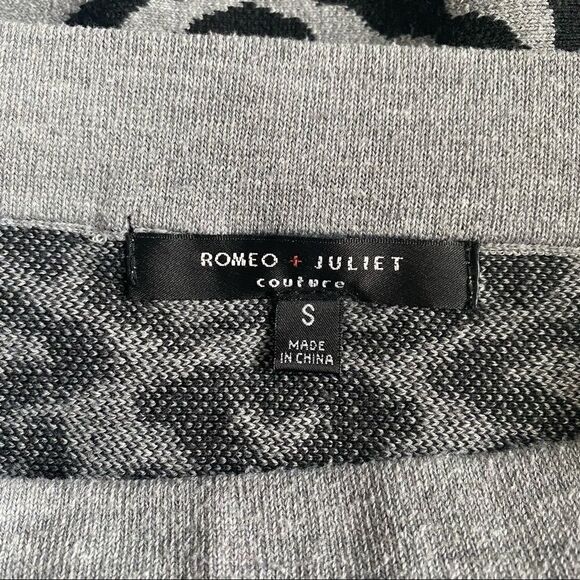 ROMEO + JULIET
couture
S
MADE
IN CHINA